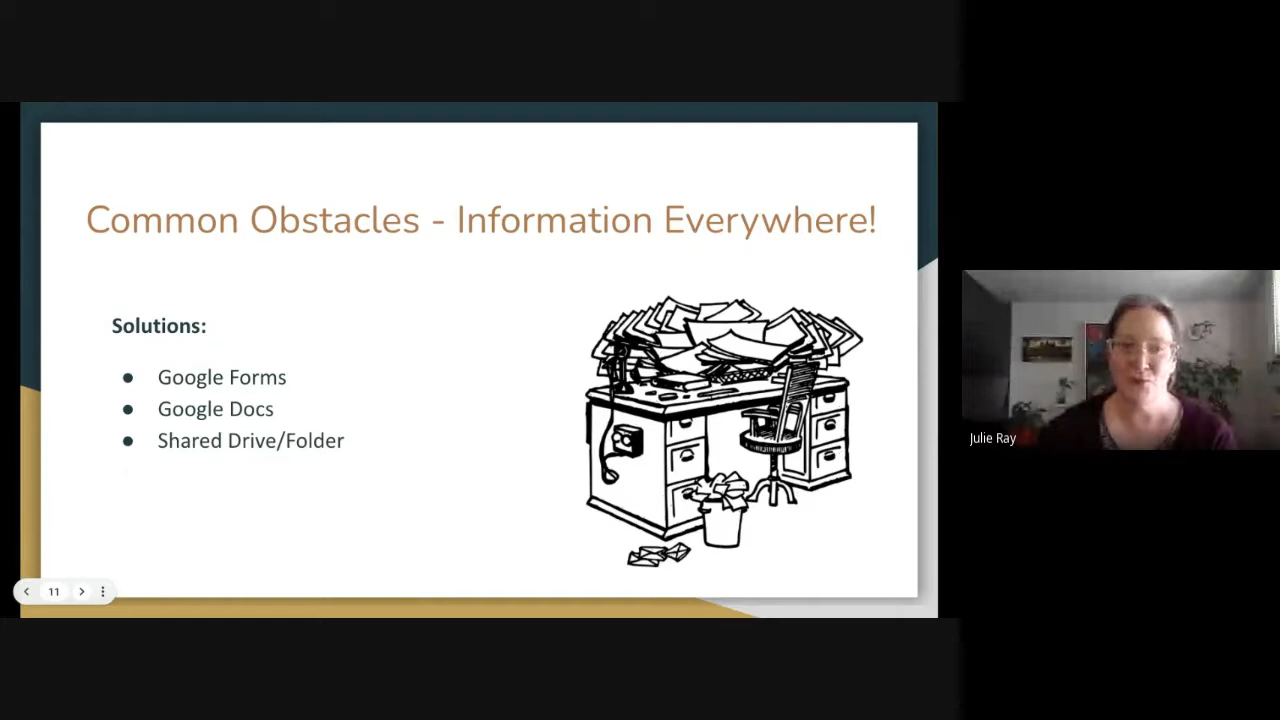 Common Obstacles - Information Everywhere!
Solutions:
● Google Forms
● Google Docs
● Shared Drive/Folder
Julie Ray
11